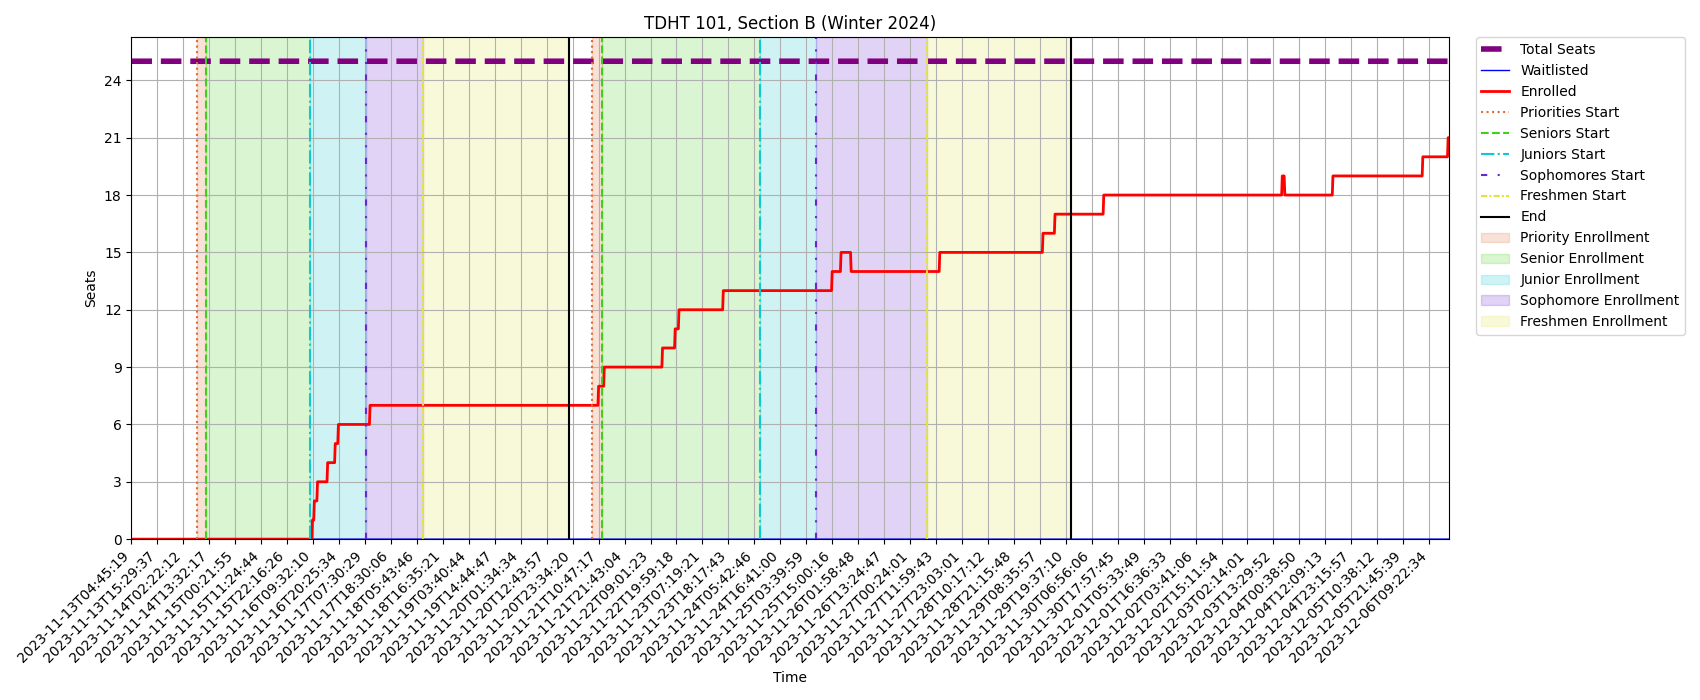 TDHT 101, Section B (Winter 2024)
Seats
24
21
18
15
12
9
6
3
0
2023-11-13T04:45:19
2023-11-13T15:29:37
2023-11-14T02:22:12
2023-11-14T13:32:17
2023-11-15T00:21:55
2023-11-15T11:24:44
2023-11-15T22:16:26
2023-11-16T09:32:10
2023-11-16T20:25:34
2023-11-17T07:30:29
2023-11-17T18:30:06
2023-11-18T05:43:46
2023-11-18T16:35:21
2023-11-19T03:40:44
2023-11-19T14:44:47
2023-11-20T01:34:34
2023-11-20T12:43:57
2023-11-20T23:34:20
2023-11-21T10:47:17
2023-11-21T21:43:04
2023-11-22T09:01:23
2023-11-22T19:59:18
2023-11-23T07:19:21
2023-11-23T18:17:43
2023-11-24T05:42:46
2023-11-24T16:41:00
2023-11-25T03:39:59
2023-11-25T15:00:16
2023-11-26T01:58:48
2023-11-26T13:24:47
2023-11-27T00:24:01
2023-11-27T11:59:43
2023-11-27T23:03:01
2023-11-28T10:17:12
2023-11-28T21:15:48
2023-11-29T08:35:57
2023-11-29T19:37:10
2023-11-30T06:56:06
2023-11-30T17:57:45
2023-12-01T05:33:49
2023-12-01T16:36:33
2023-12-02T03:41:06
2023-12-02T15:11:54
2023-12-03T02:14:01
2023-12-03T13:29:52
2023-12-04T00:38:50
2023-12-04T12:09:13
2023-12-04T23:15:57
2023-12-05T10:38:12
2023-12-05T21:45:39
2023-12-06T09:22:34
Time
Total Seats
Waitlisted
Enrolled
Priorities Start
Seniors Start
Juniors Start
Sophomores Start
Freshmen Start
End
Priority Enrollment
Senior Enrollment
Junior Enrollment
Sophomore Enrollment
Freshmen Enrollment